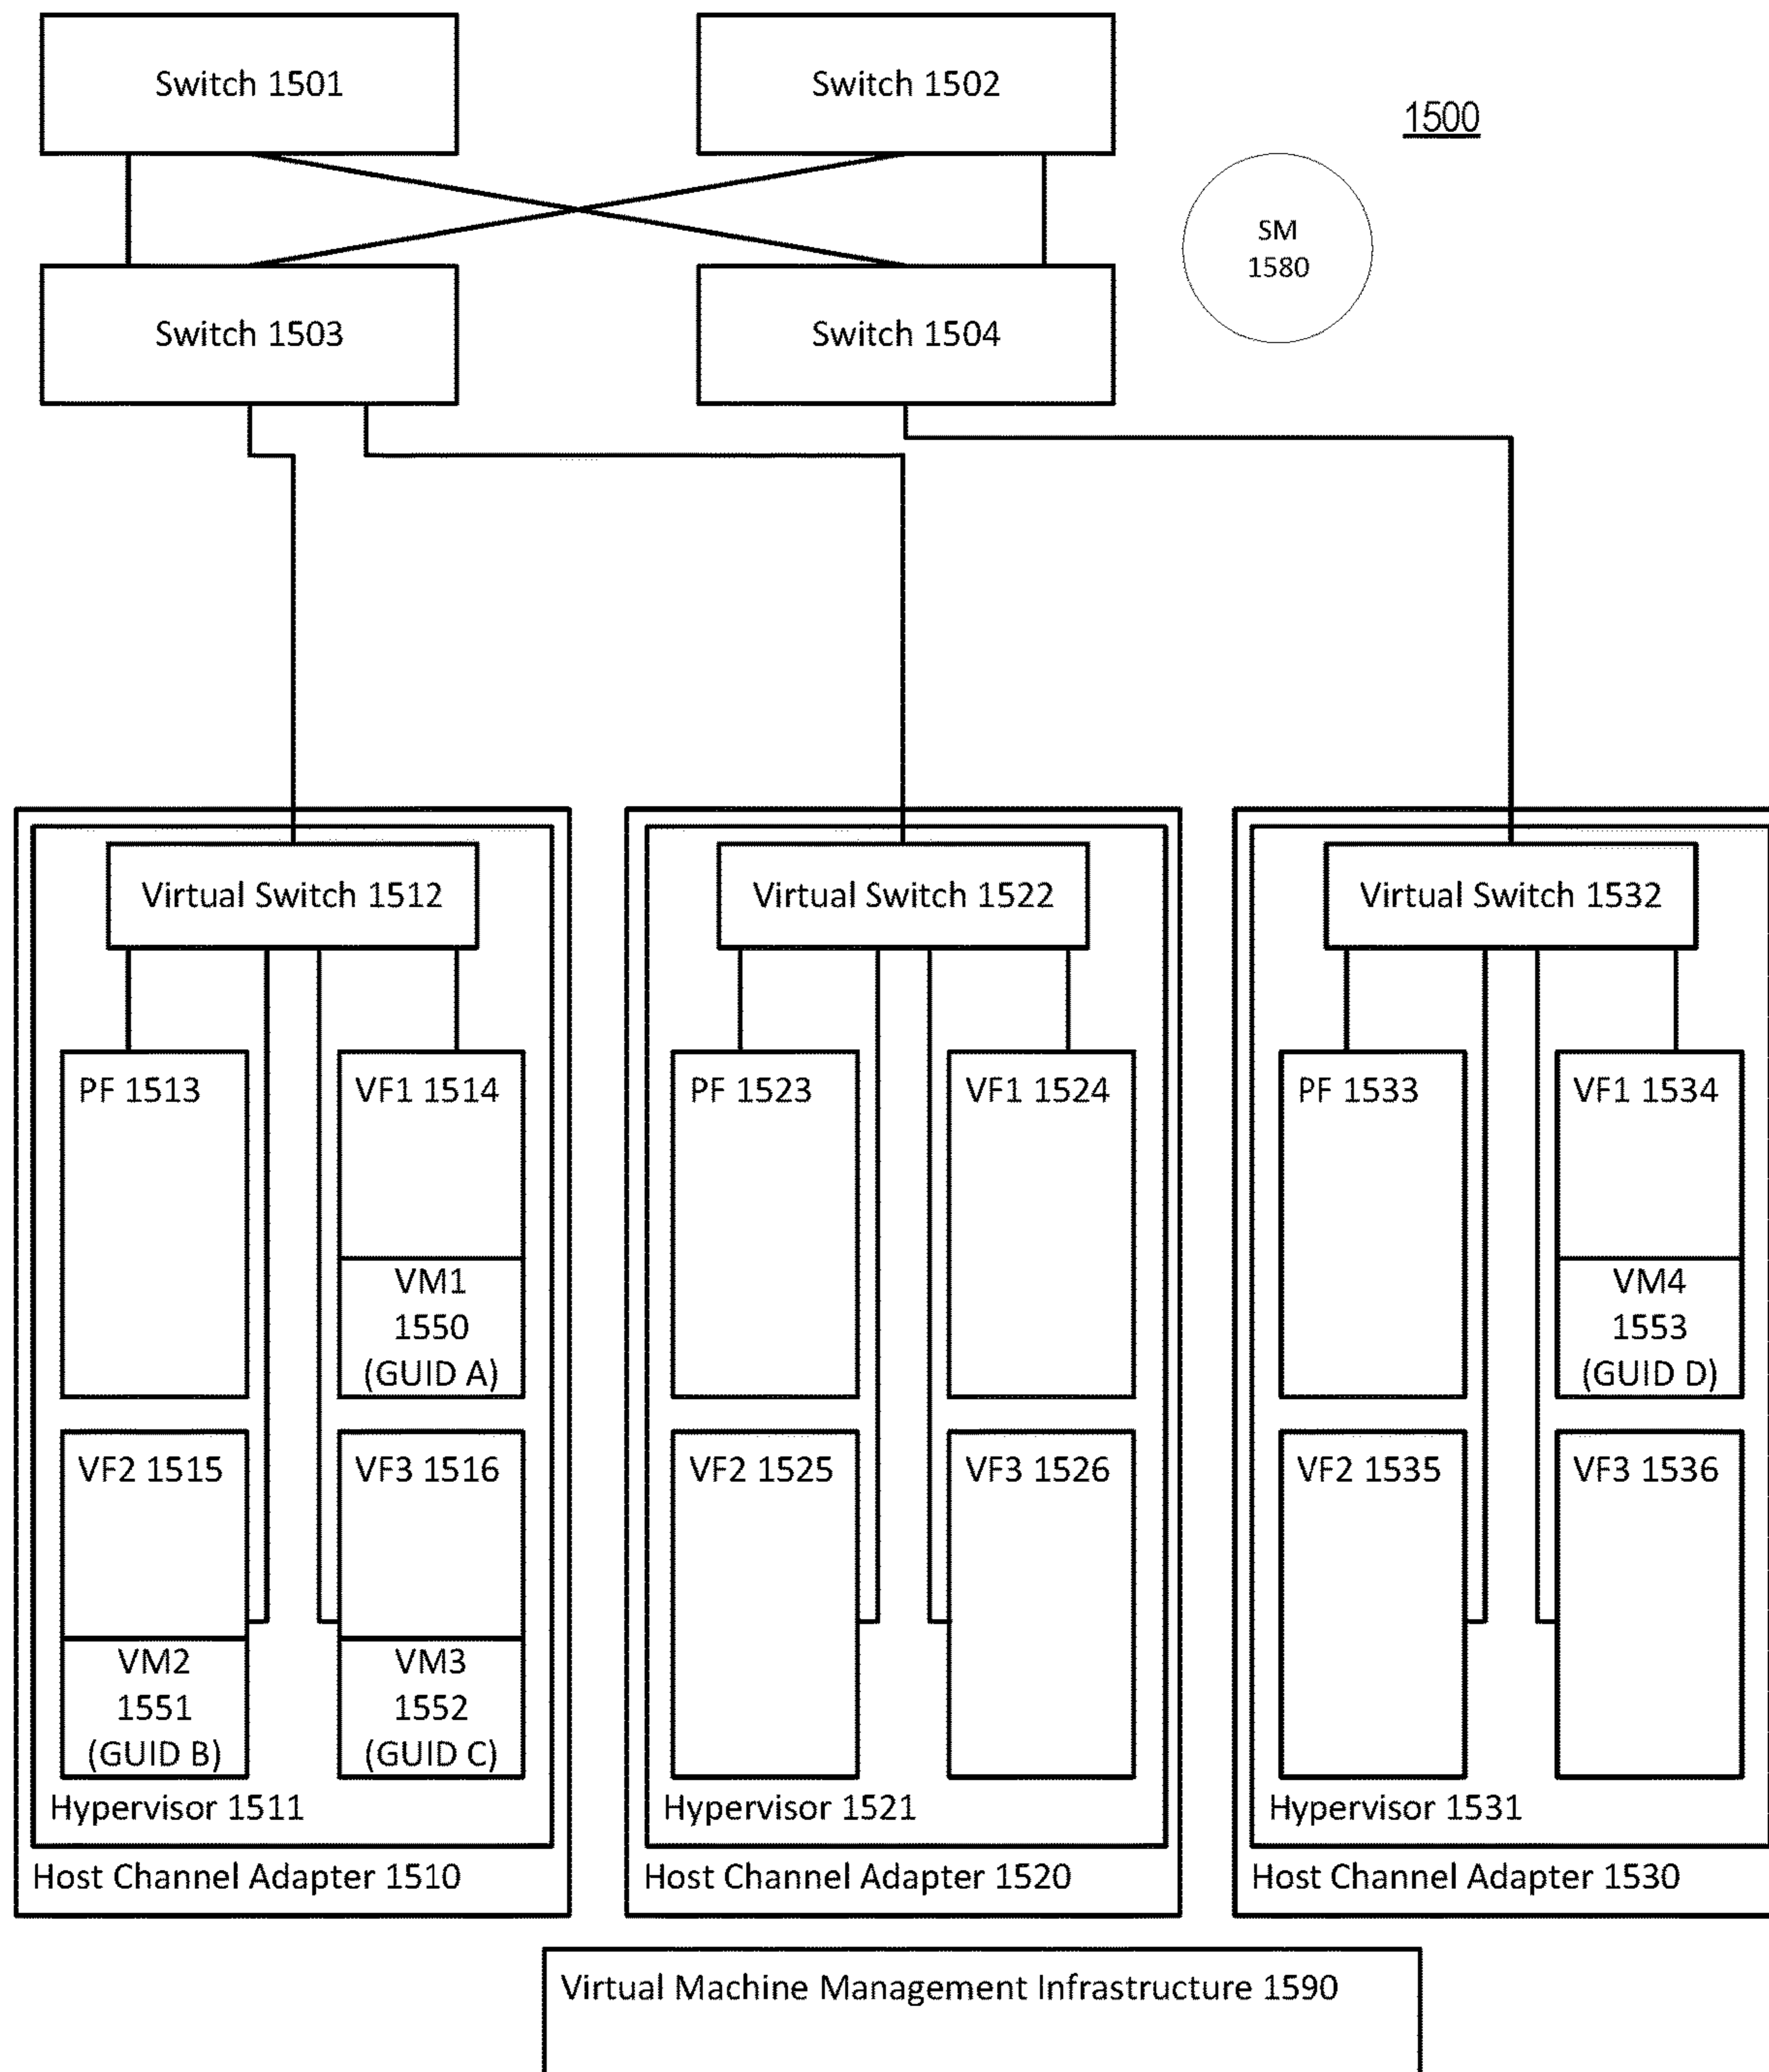 Switch 1501
Switch 1502
1500
SM
1580
Switch 1503
Switch 1504
Virtual Switch 1512
PF 1513
VF1 1514
VM1
1550
(GUID A)
VF2 1515
VF3 1516
VM2
1551
(GUID B)
VM3
1552
(GUID C)
Hypervisor 1511
Host Channel Adapter 1510
Virtual Switch 1522
PF 1523
VF1 1524
VF2 1525
VF3 1526
Hypervisor 1521
Host Channel Adapter 1520
Virtual Switch 1532
PF 1533
VF1 1534
VM4
1553
(GUID D)
VF2 1535
VF3 1536
Hypervisor 1531
Host Channel Adapter 1530
Virtual Machine Management Infrastructure 1590